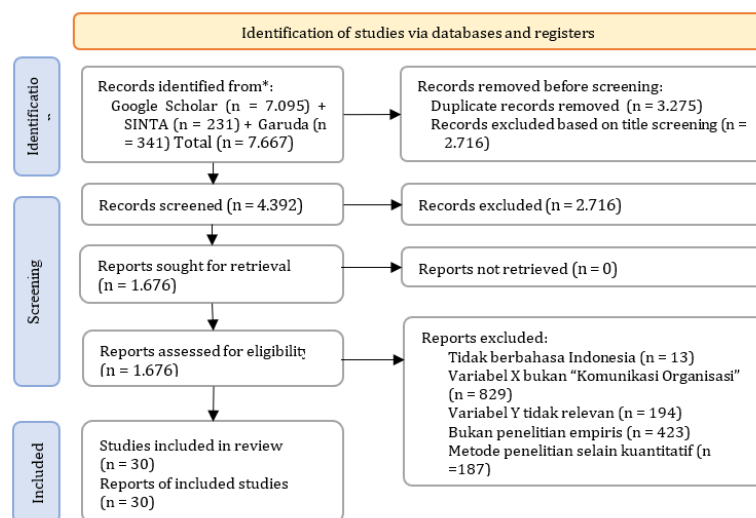 Identification of studies via databases and registers
Identificatio
Records identified from*:
Google Scholar (n = 7.095) +
SINTA (n = 231) + Garuda (n
= 341) Total (n = 7.667)
Records removed before screening:
Duplicate records removed (n = 3.275)
Records excluded based on title screening (n =
2.716)
Screening
Records screened (n = 4.392)
Records excluded (n = 2.716)
Reports sought for retrieval
(n = 1.676)
Reports not retrieved (n = 0)
Reports assessed for eligibility
(n = 1.676)
Reports excluded:
Tidak berbahasa Indonesia (n = 13)
Variabel X bukan “Komunikasi Organisasi”
(n = 829)
Variabel Y tidak relevan (n = 194)
Bukan penelitian empiris (n = 423)
Metode penelitian selain kuantitatif (n
=187)
Included
Studies included in review
(n = 30)
Reports of included studies
(n = 30)